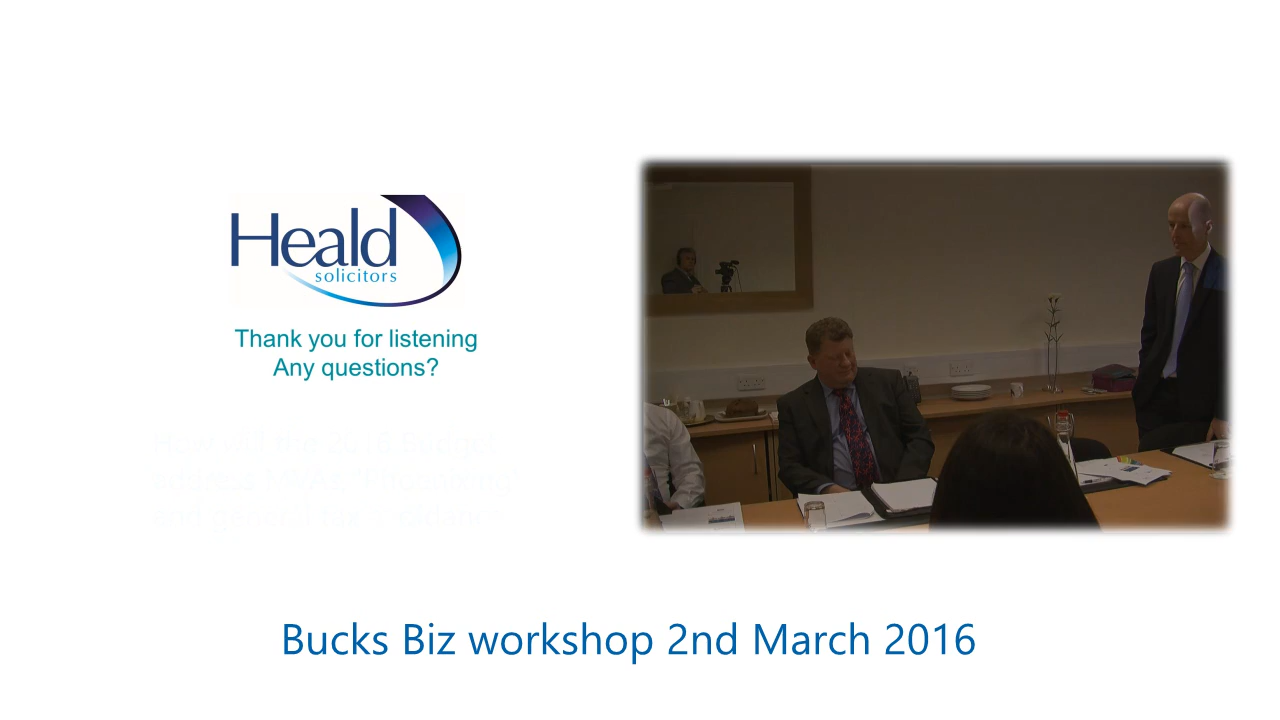 Heald
solicitors
Thank you for listening
Any questions?
Bucks Biz workshop 2nd March 2016